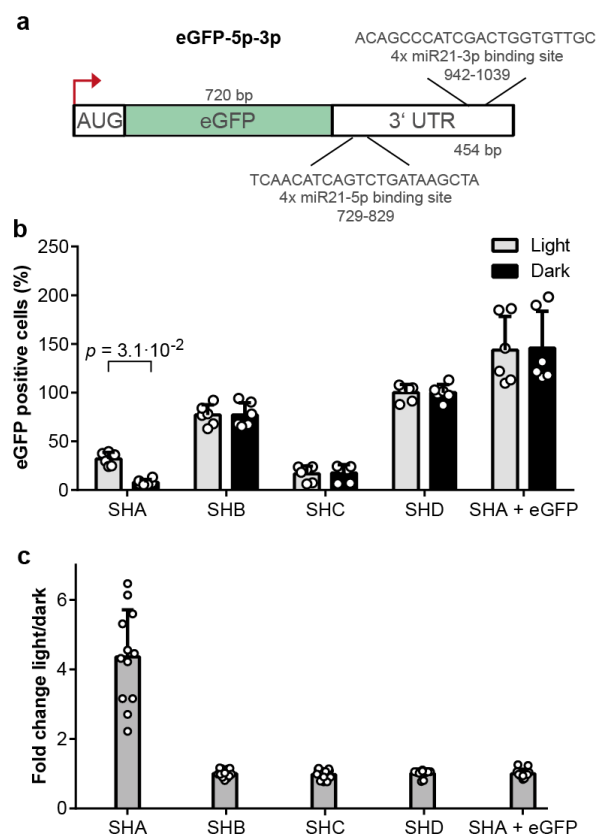 a
eGFP-5p-3p
ACAGCCCATCGACTGGTGTTGC
4x miR21-3p binding site
942-1039
720 bp
AUG eGFP 3‘ UTR
454 bp
TCAACATCAGTCTGATAAGCTA
4x miR21-5p binding site
729-829
b
eGFP positive cells (%)
250
200
150
100
50
0
Light
Dark
p = 3.1·10-2
SHA SHB SHC SHD SHA + eGFP
c
Fold change light/dark
6
4
2
0
SHA SHB SHC SHD SHA + eGFP